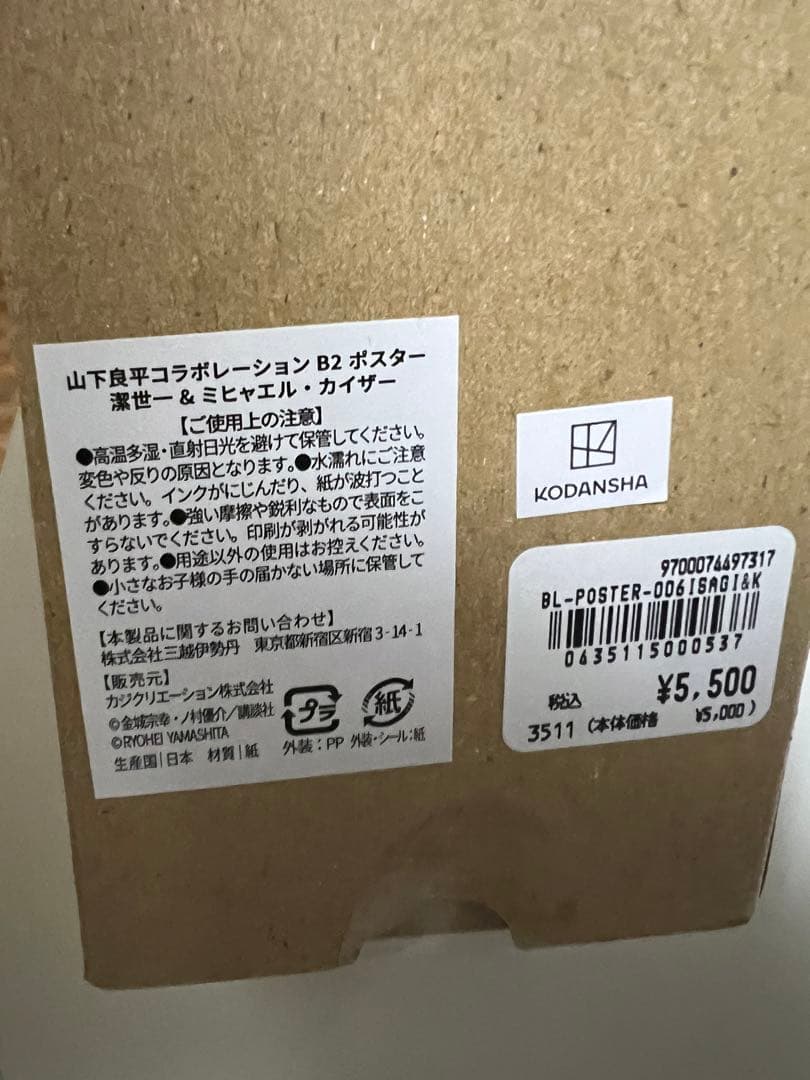 山下良平コラボレーション B2 ポスター
潔世一 & ミヒャエル・カイザー
【ご使用上の注意】
●高温多湿・直射日光を避けて保管してください。
変色や反りの原因となります。●水濡れにご注意
ください。インクがにじんだり、紙が波打つこと
があります。●強い摩擦や鋭利なもので表面をこ
すらないでください。印刷が剥がれる可能性が
あります。●用途以外の使用はお控えください。
●小さなお子様の手の届かない場所に保管して
ください。
【本製品に関するお問い合わせ】
株式会社三越伊勢丹 東京都新宿区新宿3-14-1
【販売元】
カジクリエーション株式会社
©金城宗幸・ノ村優介／講談社
©RYOHEI YAMASHITA
生産国|日本 材質|紙
プラ
外装：PP
紙
外装・シール：紙
KODANSHA
9700074497317
BL-POSTER-006ISAGI&K
0435115000537
税込 ¥5,500
3511 (本体価格 ¥5,000)